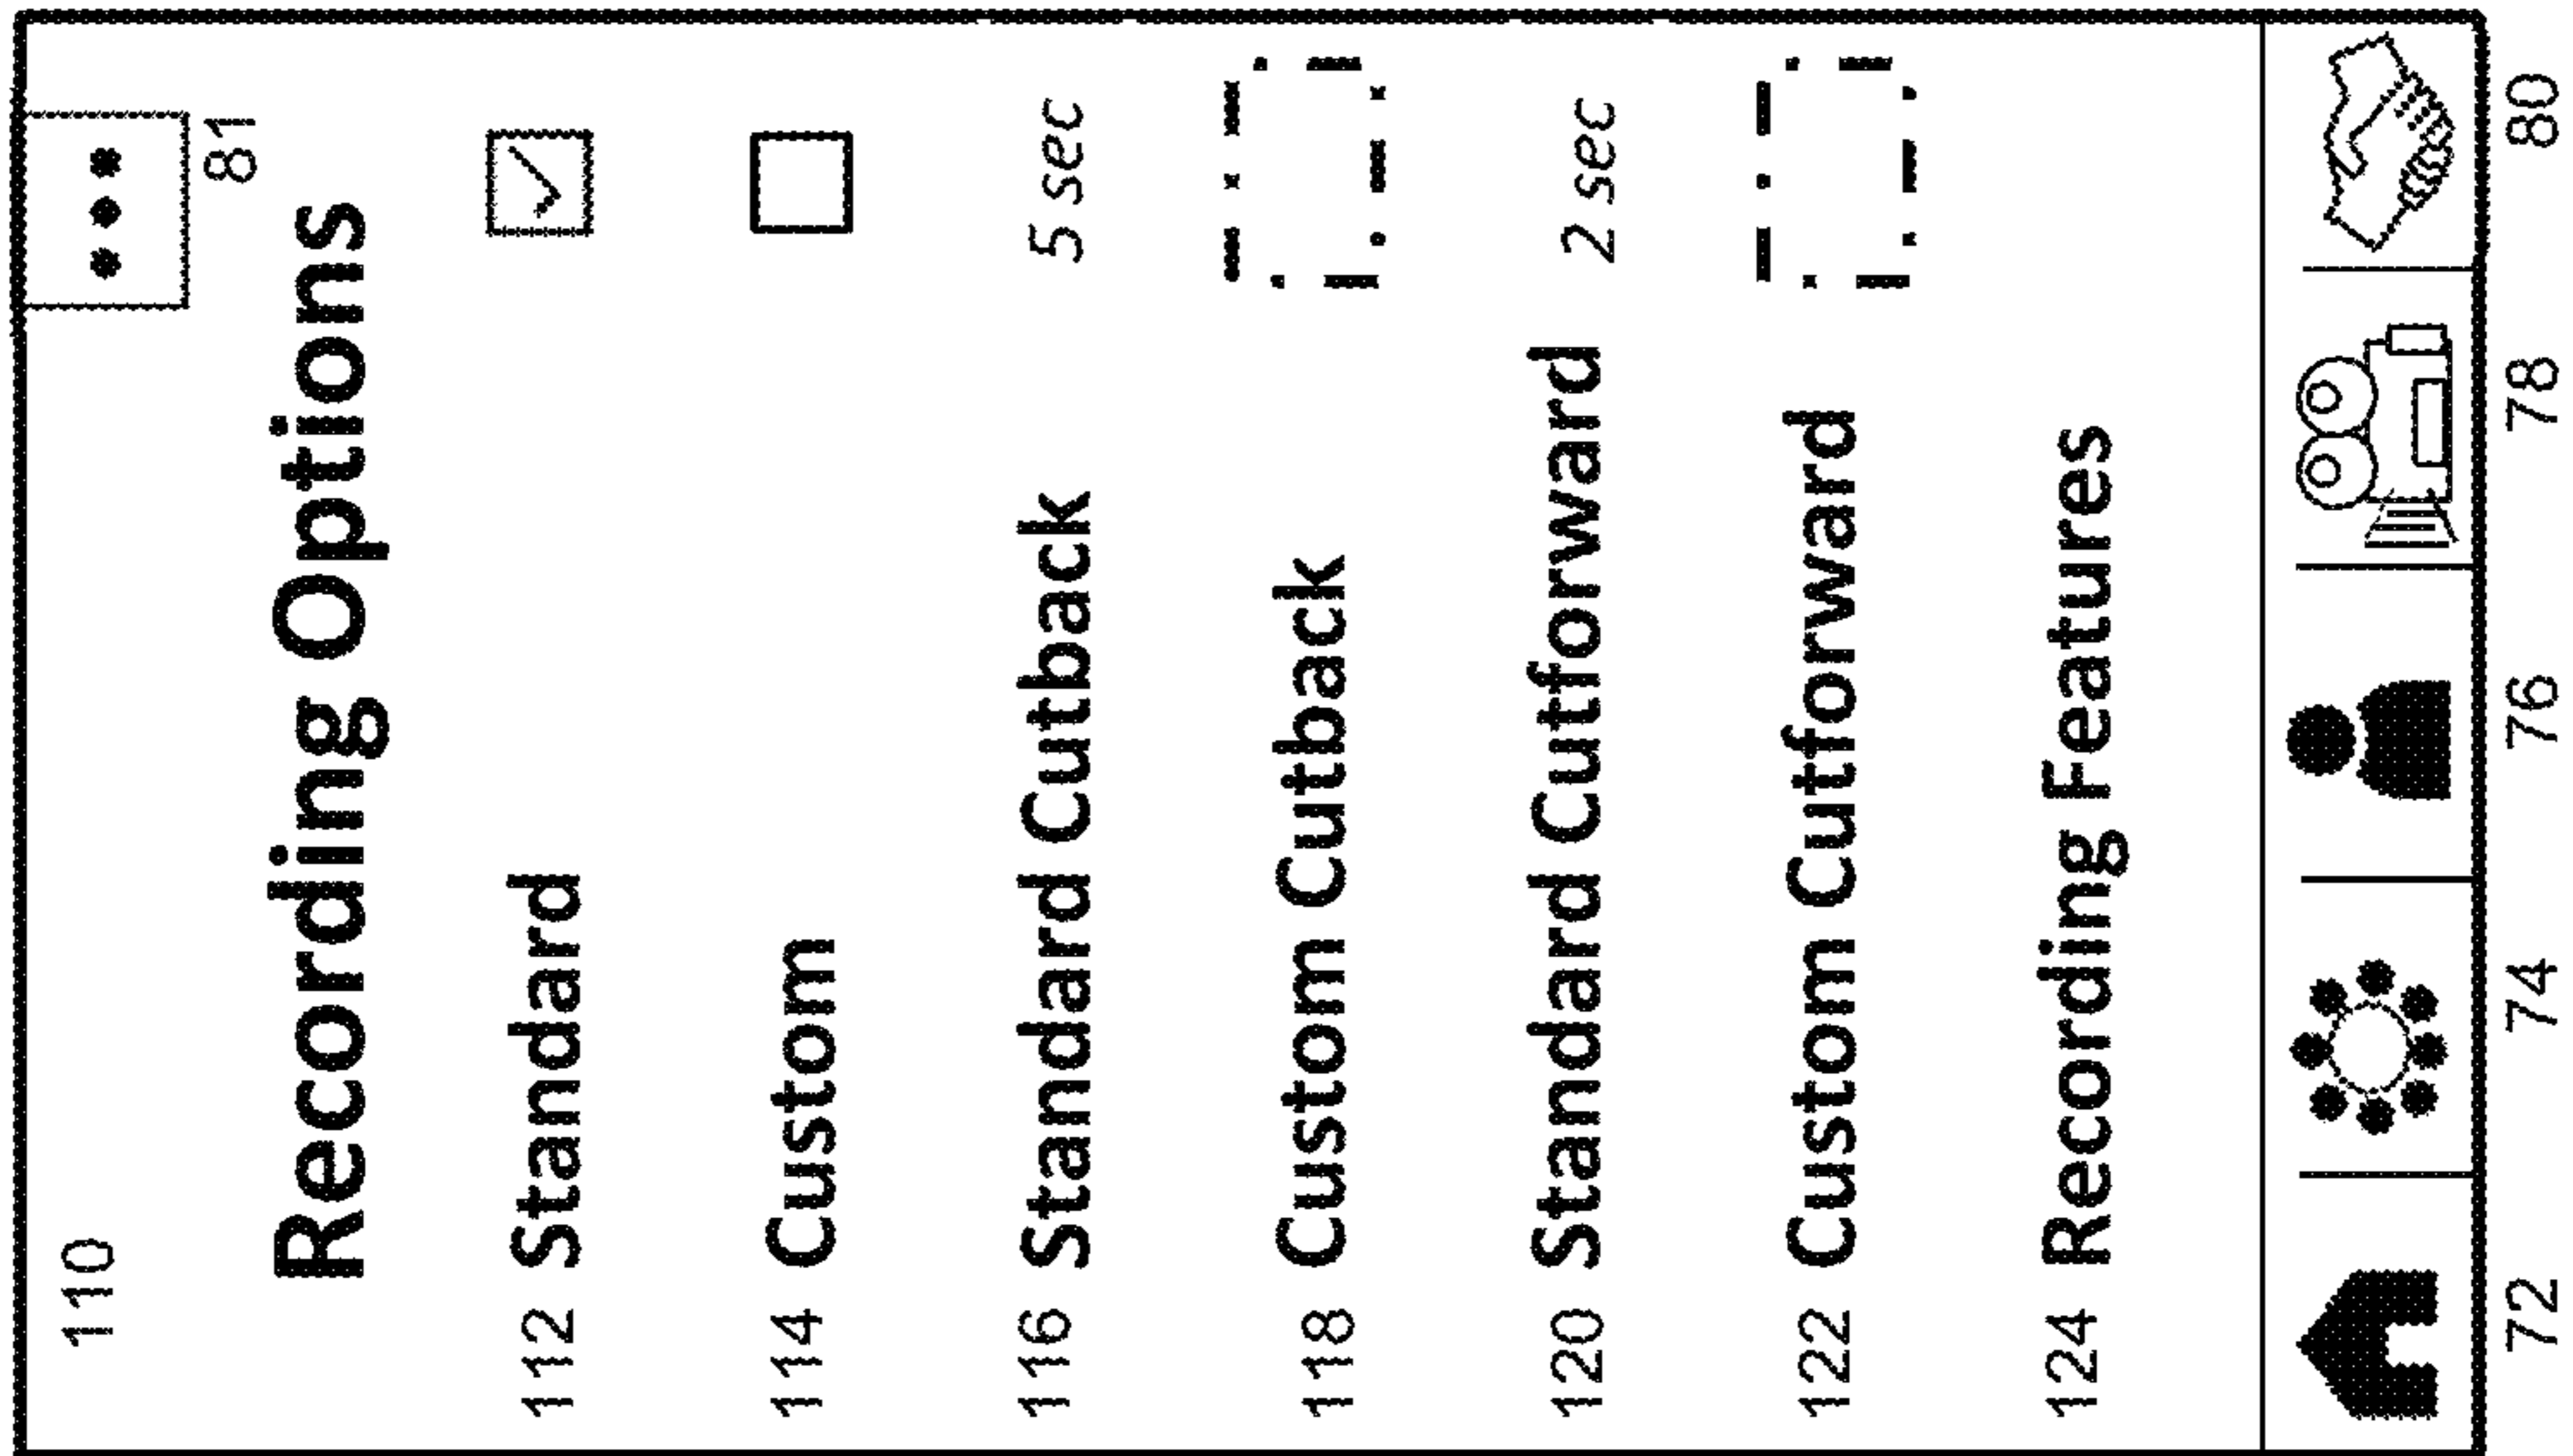 110
81
Recording Options
112 Standard
114 Custom
116 Standard Cutback 5 sec
118 Custom Cutback
120 Standard Cutforward 2 sec
122 Custom Cutforward
124 Recording Features
72 74 76 78 80